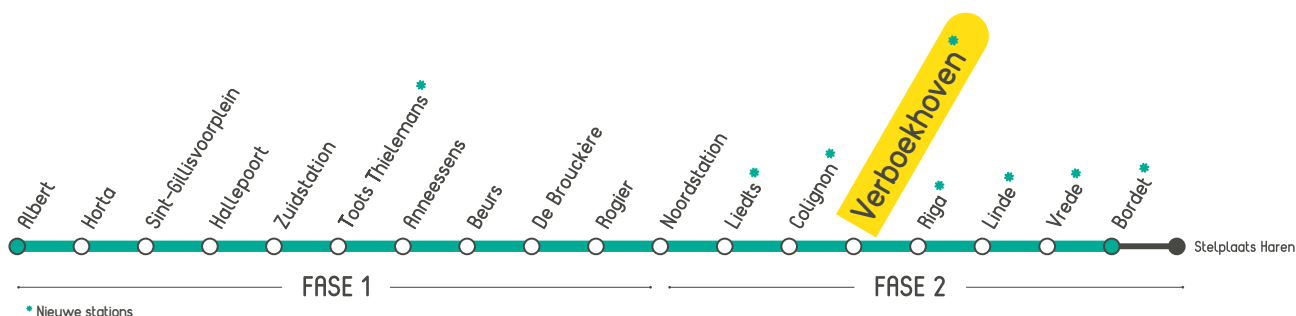 Albert
Horta
Sint-Gillisvoorplein
Hallepoort
Zuidstation
Toots Thielemans*
Anneessens
Beurs
De Brouckère
Rogier
Noordstation
Liedts*
Colignon*
Verboekhoven*
Riga*
Linde*
Vrede*
Bordet*
Stelplaats Haren
FASE 1
FASE 2
* Nieuwe stations